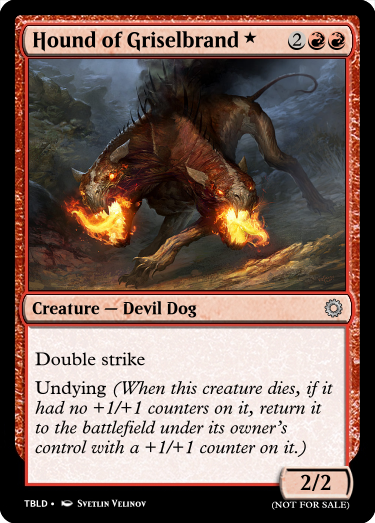 Hound of Griselbrand ★ 2
Creature — Devil Dog
Double strike
Undying (When this creature dies, if it
had no +1/+1 counters on it, return it
to the battlefield under its owner's
control with a +1/+1 counter on it.)
2/2
TBLD • Svetlin Velinov
(NOT FOR SALE)